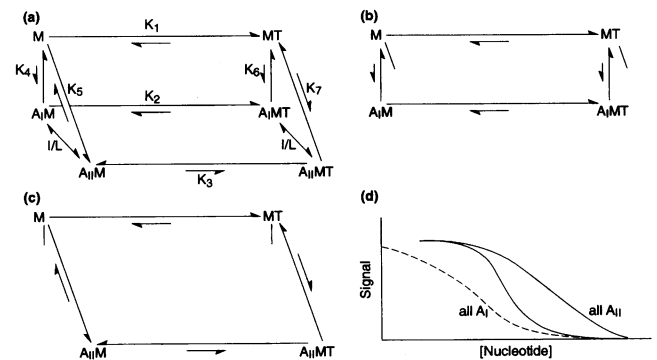 (a)
M K₁ MT
K₄ K₅ K₆ K₇
AᵢM K₂ AᵢMT
I/L I/L
AᵢᵢM K₃ AᵢᵢMT
(b)
M MT
AᵢM AᵢMT
(c)
M MT
AᵢᵢM AᵢᵢMT
(d)
Signal
all Aᵢ all Aᵢᵢ
[Nucleotide]